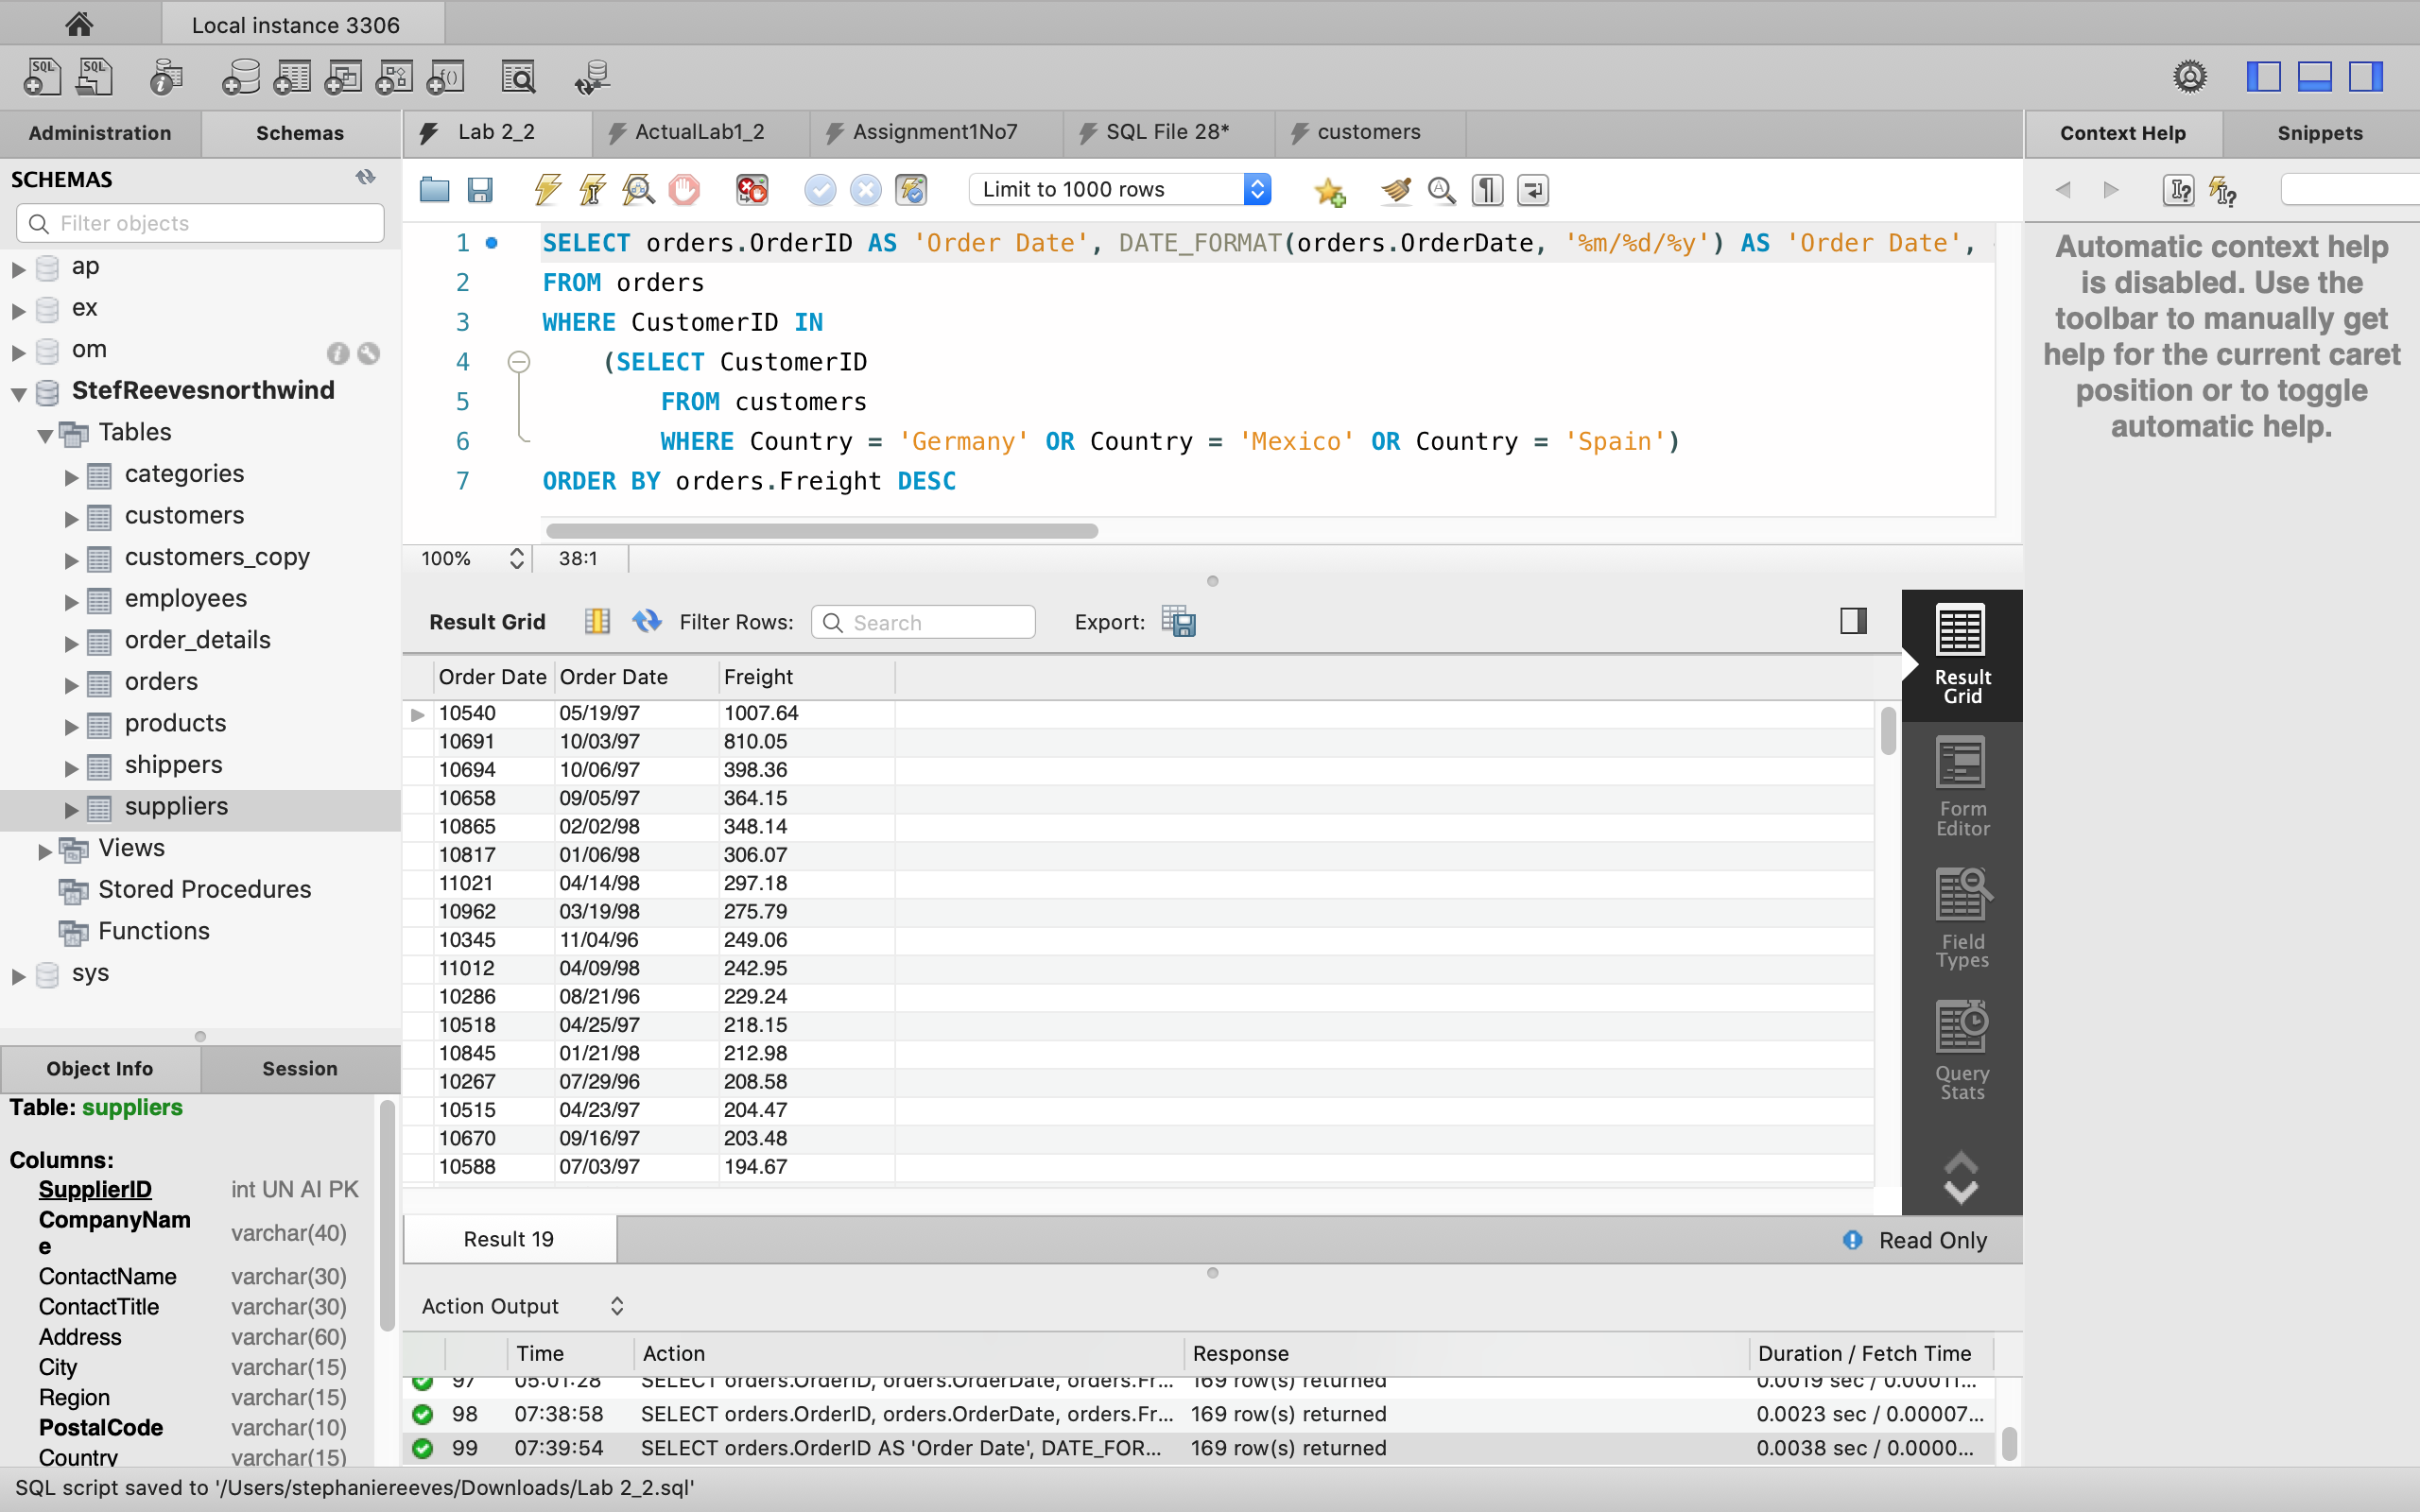 Local instance 3306
SQL
SQL
Administration
Schemas
Lab 2_2
ActualLab1_2
Assignment1No7
SQL File 28*
customers
Context Help
Snippets
SCHEMAS
Filter objects
ap
ex
om
StefReevesnorthwind
Tables
categories
customers
customers_copy
employees
order_details
orders
products
shippers
suppliers
Views
Stored Procedures
Functions
sys
Limit to 1000 rows
1 SELECT orders.OrderID AS 'Order Date', DATE_FORMAT(orders.OrderDate, '%m/%d/%y') AS 'Order Date',
2 FROM orders
3 WHERE CustomerID IN
4 (SELECT CustomerID
5 FROM customers
6 WHERE Country = 'Germany' OR Country = 'Mexico' OR Country = 'Spain')
7 ORDER BY orders.Freight DESC
100%
38:1
Automatic context help
is disabled. Use the
toolbar to manually get
help for the current caret
position or to toggle
automatic help.
Result Grid
Filter Rows:
Search
Export:
Order Date Order Date Freight
10540 05/19/97 1007.64
10691 10/03/97 810.05
10694 10/06/97 398.36
10658 09/05/97 364.15
10865 02/02/98 348.14
10817 01/06/98 306.07
11021 04/14/98 297.18
10962 03/19/98 275.79
10345 11/04/96 249.06
11012 04/09/98 242.95
10286 08/21/96 229.24
10518 04/25/97 218.15
10845 01/21/98 212.98
10267 07/29/96 208.58
10515 04/23/97 204.47
10670 09/16/97 203.48
10588 07/03/97 194.67
Result
Grid
Form
Editor
Field
Types
Query
Stats
Result 19
Read Only
Object Info
Session
Table: suppliers
Columns:
SupplierID int UN AI PK
CompanyNam
e varchar(40)
ContactName varchar(30)
ContactTitle varchar(30)
Address varchar(60)
City varchar(15)
Region varchar(15)
PostalCode varchar(10)
Country varchar(15)
Action Output
Time Action Response Duration / Fetch Time
97 05:01:28 SELECT orders.OrderID, orders.OrderDate, orders.Fr... 169 row(s) returned 0.0019 sec / 0.00011...
98 07:38:58 SELECT orders.OrderID, orders.OrderDate, orders.Fr... 169 row(s) returned 0.0023 sec / 0.00007...
99 07:39:54 SELECT orders.OrderID AS 'Order Date', DATE_FOR... 169 row(s) returned 0.0038 sec / 0.0000...
SQL script saved to '/Users/stephaniereeves/Downloads/Lab 2_2.sql'